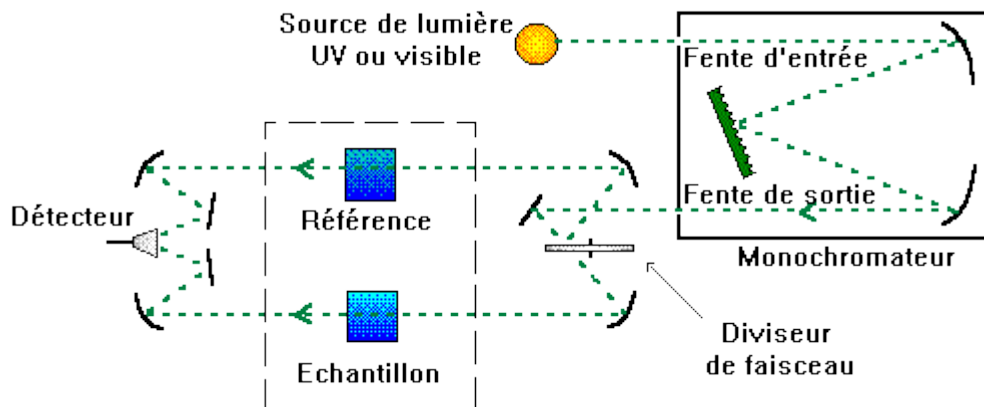 Source de lumière
UV ou visible
Fente d'entrée
Fente de sortie
Monochromateur
Détecteur
Référence
Echantillon
Diviseur
de faisceau